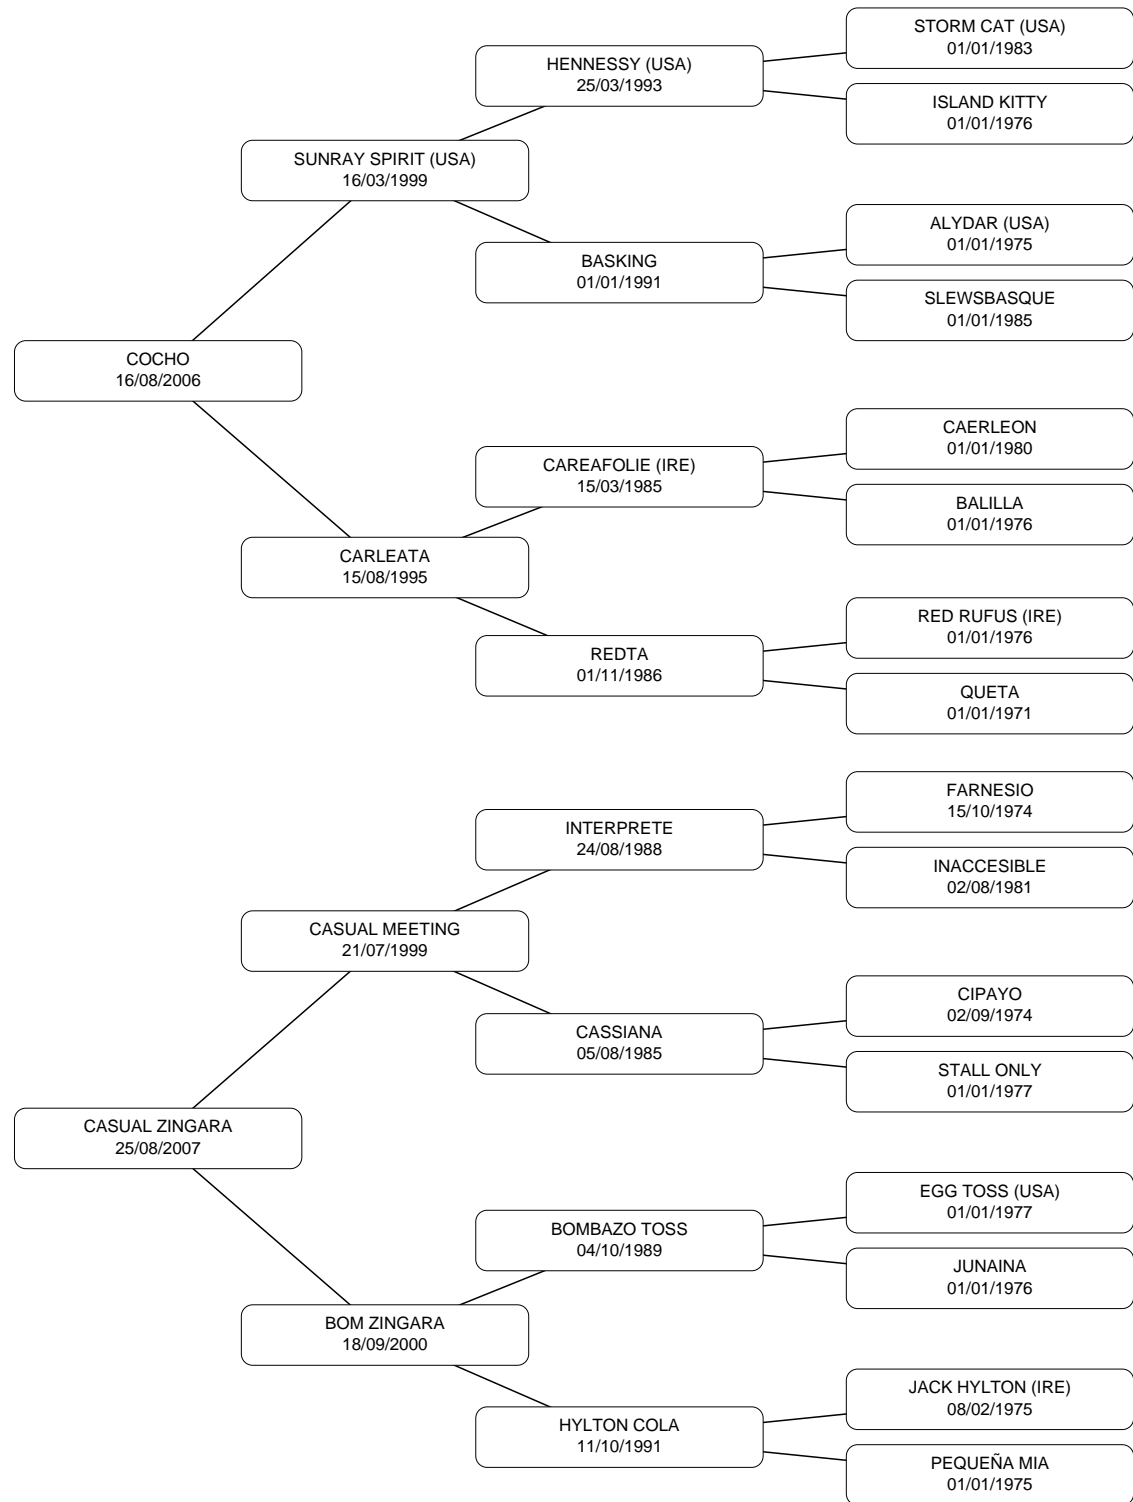 STORM CAT (USA)
01/01/1983
HENNESSY (USA)
25/03/1993
ISLAND KITTY
01/01/1976
SUNRAY SPIRIT (USA)
16/03/1999
ALYDAR (USA)
01/01/1975
BASKING
01/01/1991
SLEWSBASQUE
01/01/1985
COCHO
16/08/2006
CAERLEON
01/01/1980
CAREAFOLIE (IRE)
15/03/1985
BALILLA
01/01/1976
CARLEATA
15/08/1995
RED RUFUS (IRE)
01/01/1976
REDTA
01/11/1986
QUETA
01/01/1971
FARNESIO
15/10/1974
INTERPRETE
24/08/1988
INACCESIBLE
02/08/1981
CASUAL MEETING
21/07/1999
CIPAYO
02/09/1974
CASSIANA
05/08/1985
STALL ONLY
01/01/1977
CASUAL ZINGARA
25/08/2007
EGG TOSS (USA)
01/01/1977
BOMBAZO TOSS
04/10/1989
JUNAINA
01/01/1976
BOM ZINGARA
18/09/2000
JACK HYLTON (IRE)
08/02/1975
HYLTON COLA
11/10/1991
PEQUEÑA MIA
01/01/1975